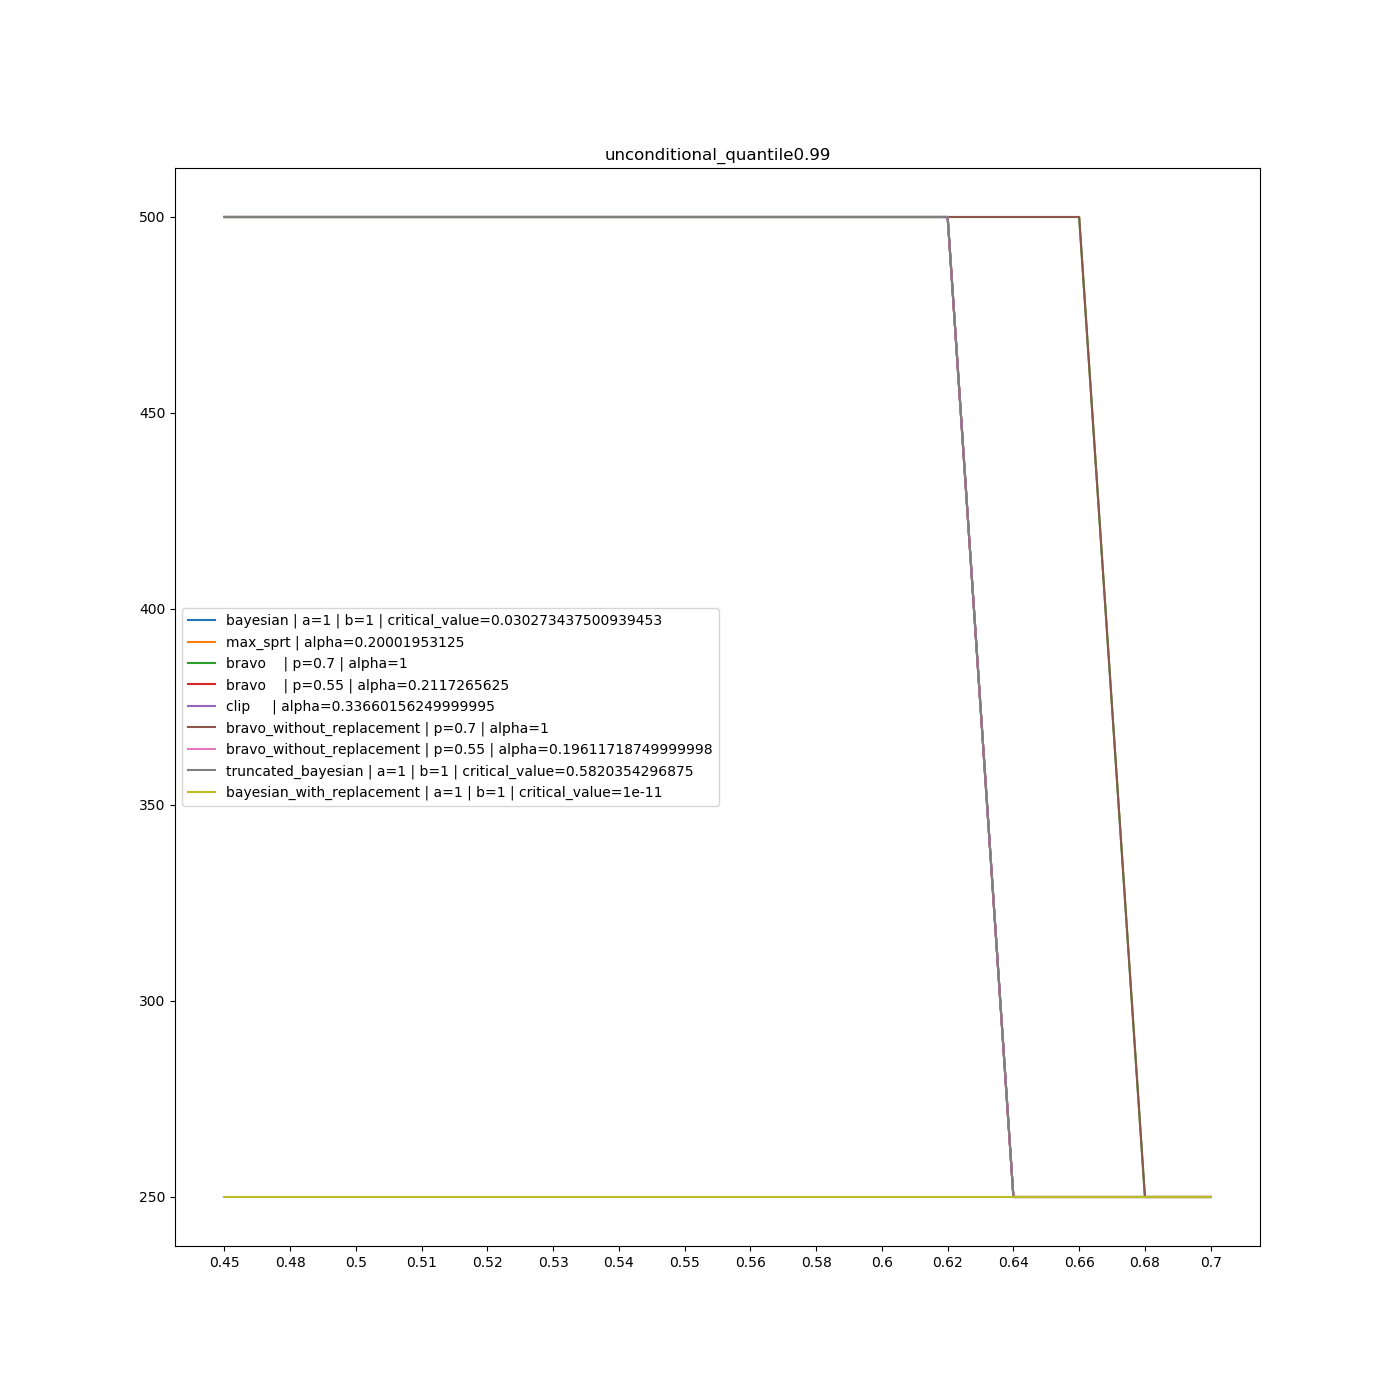 unconditional_quantile0.99
500
450
400
350
300
250
bayesian | a=1 | b=1 | critical_value=0.030273437500939453
max_sprt | alpha=0.20001953125
bravo    | p=0.7 | alpha=1
bravo    | p=0.55 | alpha=0.2117265625
clip     | alpha=0.33660156249999995
bravo_without_replacement | p=0.7 | alpha=1
bravo_without_replacement | p=0.55 | alpha=0.19611718749999998
truncated_bayesian | a=1 | b=1 | critical_value=0.5820354296875
bayesian_with_replacement | a=1 | b=1 | critical_value=1e-11
0.45 0.48 0.5 0.51 0.52 0.53 0.54 0.55 0.56 0.58 0.6 0.62 0.64 0.66 0.68 0.7